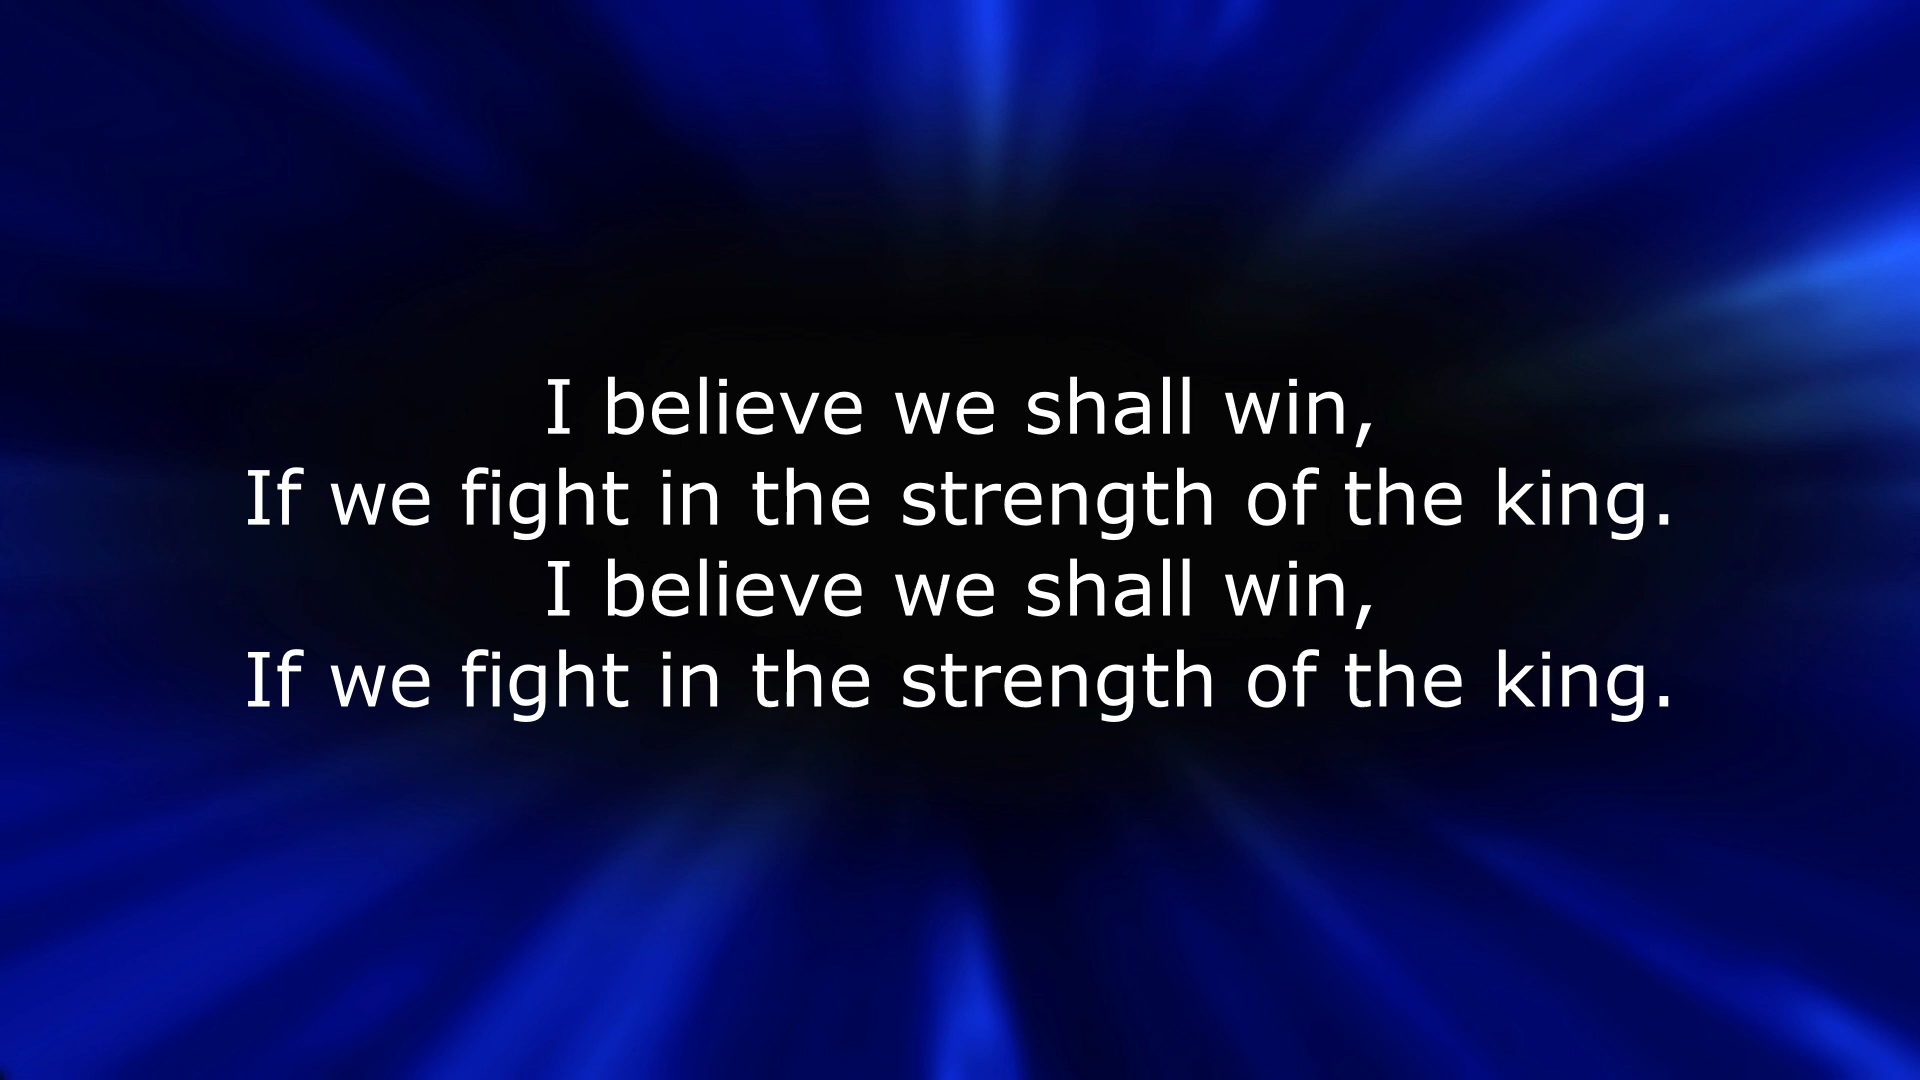 I believe we shall win,
If we fight in the strength of the king.
I believe we shall win,
If we fight in the strength of the king.